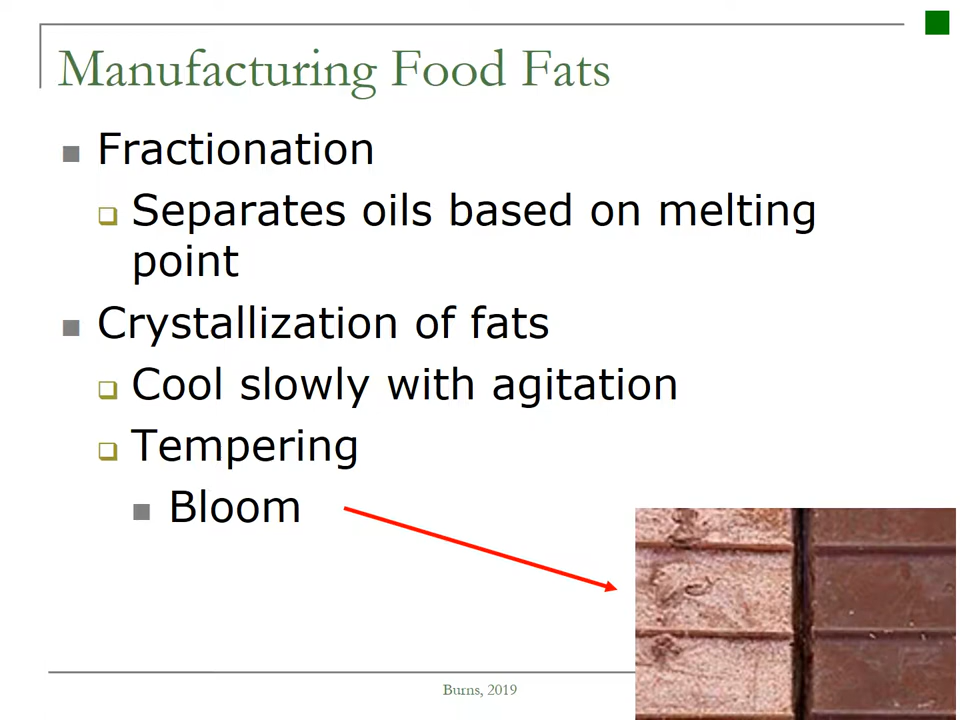 Manufacturing Food Fats
Fractionation
Separates oils based on melting
point
Crystallization of fats
Cool slowly with agitation
Tempering
Bloom
Burns, 2019